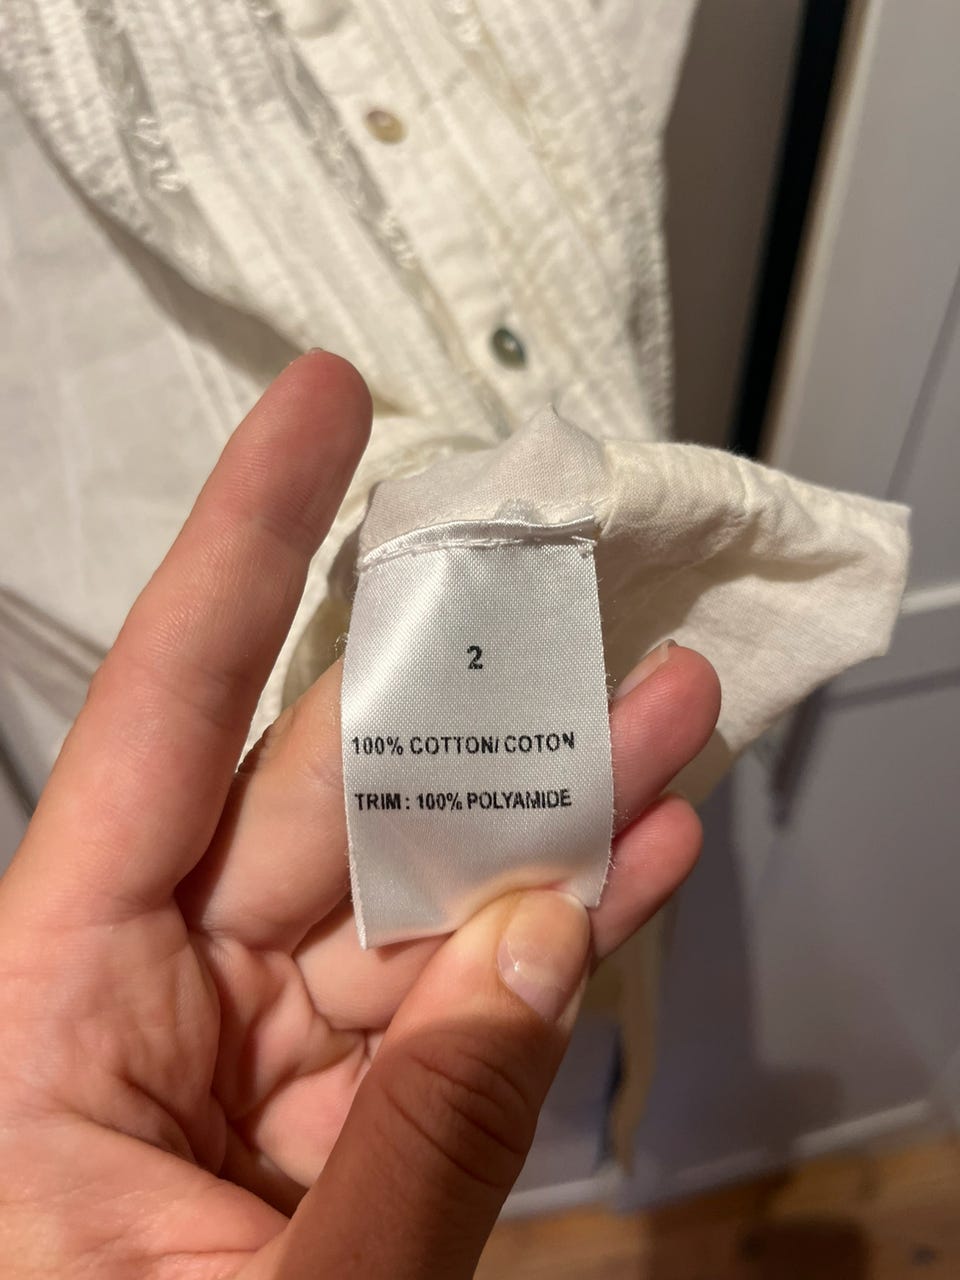 2
100% COTTON/COTON
TRIM : 100% POLYAMIDE